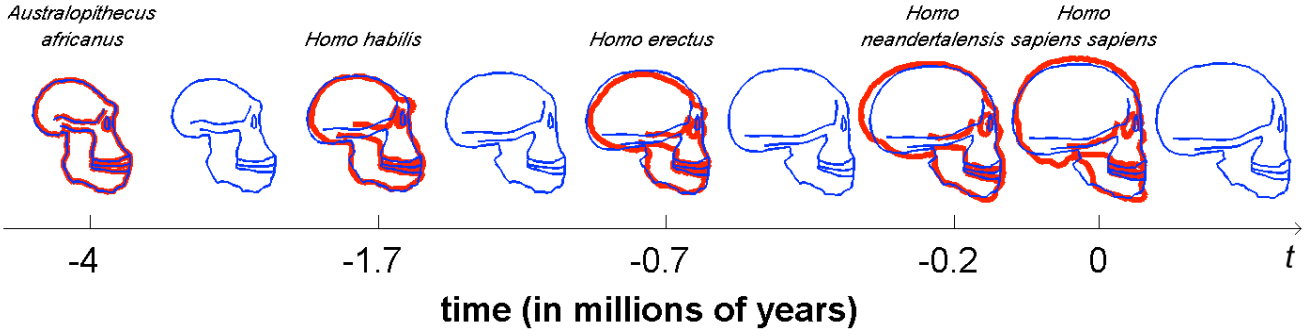 Australopithecus
africanus
Homo habilis
Homo erectus
Homo
neandertalensis
Homo
sapiens sapiens
-4
-1.7
-0.7
-0.2
0
t
time (in millions of years)